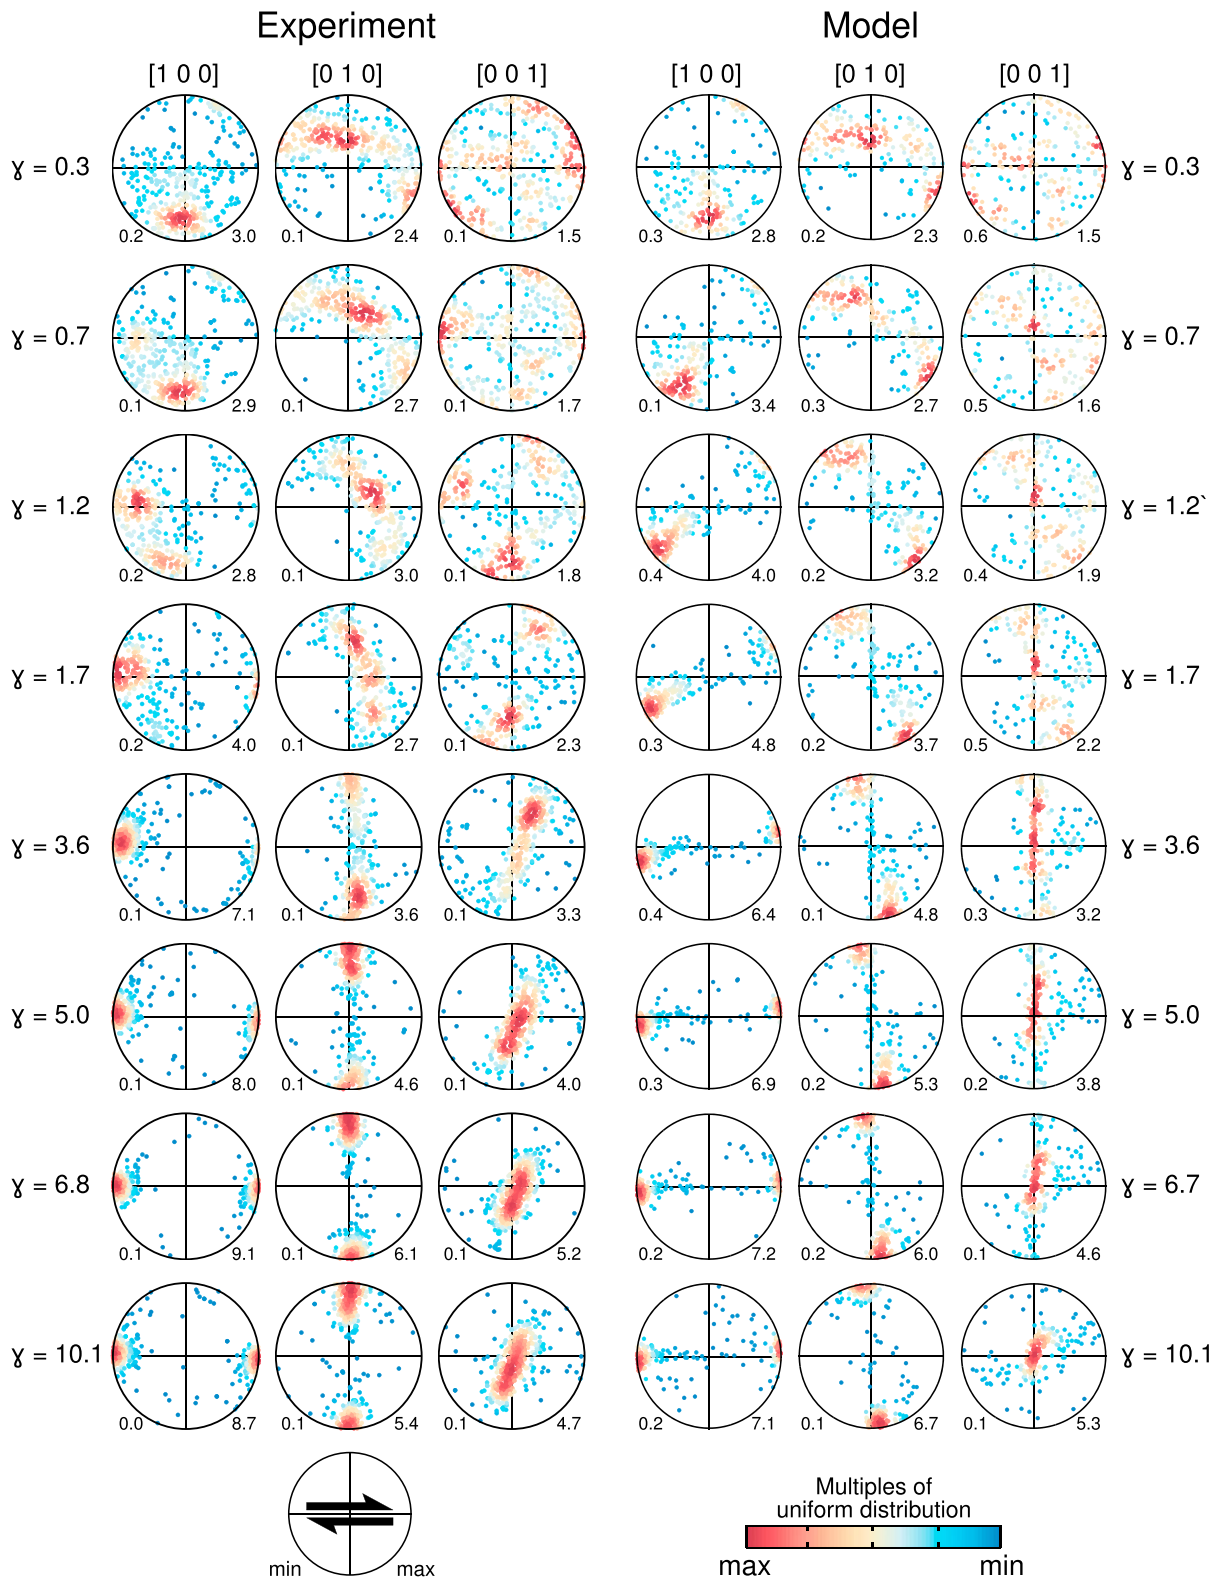 Experiment Model
[1 0 0] [0 1 0] [0 0 1] [1 0 0] [0 1 0] [0 0 1]
ɣ = 0.3 ɣ = 0.3
0.2 3.0 0.1 2.4 0.1 1.5 0.3 2.8 0.2 2.3 0.6 1.5
ɣ = 0.7 ɣ = 0.7
0.1 2.9 0.1 2.7 0.1 1.7 0.1 3.4 0.3 2.7 0.5 1.6
ɣ = 1.2 ɣ = 1.2`
0.2 2.8 0.1 3.0 0.1 1.8 0.4 4.0 0.2 3.2 0.4 1.9
ɣ = 1.7 ɣ = 1.7
0.2 4.0 0.1 2.7 0.1 2.3 0.3 4.8 0.2 3.7 0.5 2.2
ɣ = 3.6 ɣ = 3.6
0.1 7.1 0.1 3.6 0.1 3.3 0.4 6.4 0.1 4.8 0.3 3.2
ɣ = 5.0 ɣ = 5.0
0.1 8.0 0.1 4.6 0.1 4.0 0.3 6.9 0.2 5.3 0.2 3.8
ɣ = 6.8 ɣ = 6.7
0.1 9.1 0.1 6.1 0.1 5.2 0.2 7.2 0.2 6.0 0.1 4.6
ɣ = 10.1 ɣ = 10.1
0.0 8.7 0.1 5.4 0.1 4.7 0.2 7.1 0.1 6.7 0.1 5.3
min max
Multiples of
uniform distribution
max min